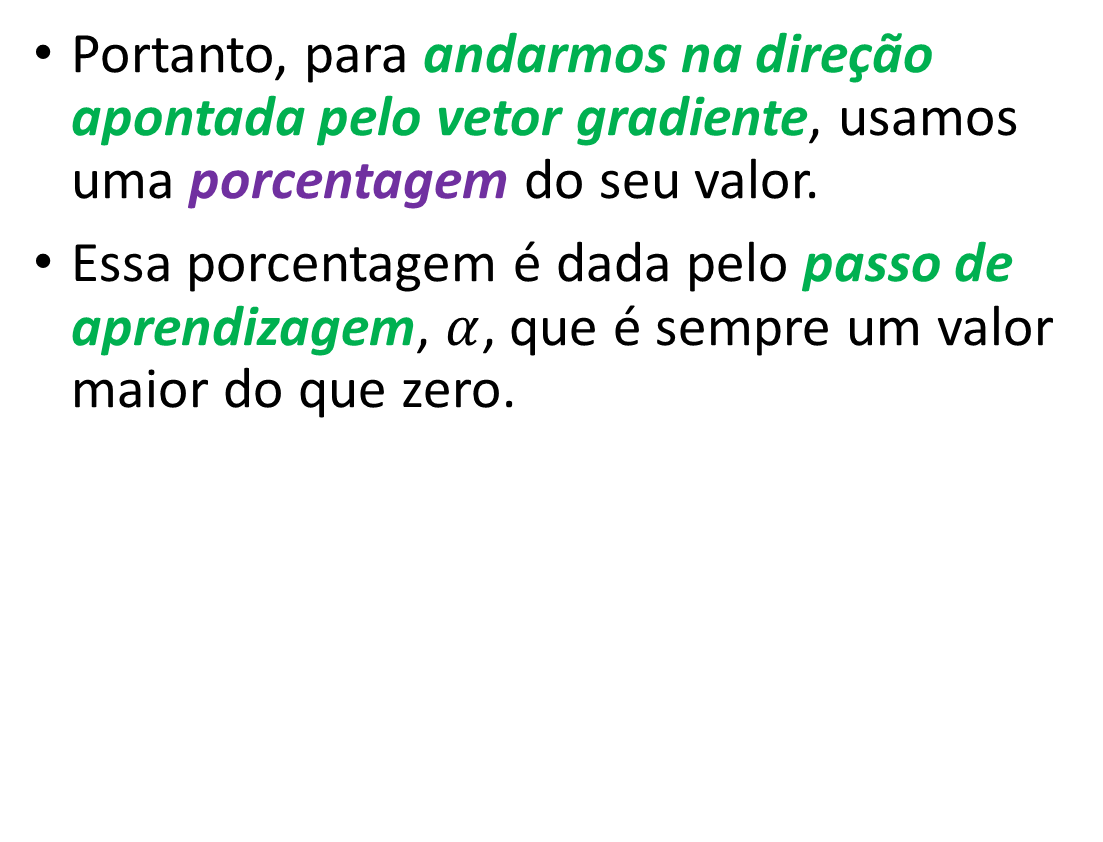 • Portanto, para andarmos na direção
apontada pelo vetor gradiente, usamos
uma porcentagem do seu valor.
• Essa porcentagem é dada pelo passo de
aprendizagem, 𝛼, que é sempre um valor
maior do que zero.